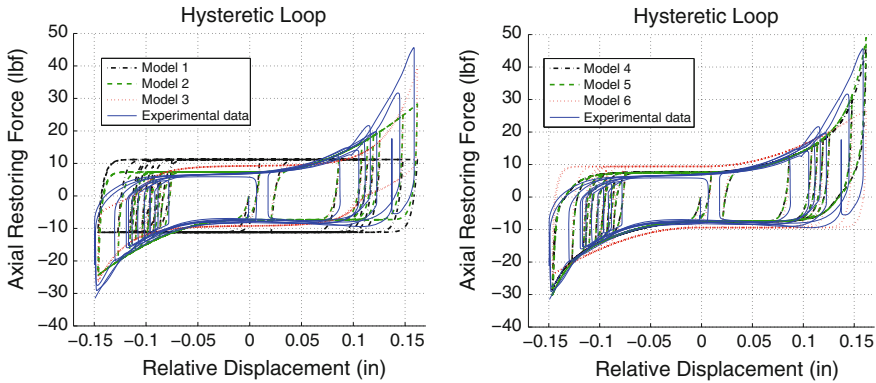 Hysteretic Loop
50
40
30
20
10
0
−10
−20
−30
−40
Axial Restoring Force (lbf)
Model 1
Model 2
Model 3
Experimental data
−0.15 −0.1 −0.05 0 0.05 0.1 0.15
Relative Displacement (in)
Hysteretic Loop
50
40
30
20
10
0
−10
−20
−30
−40
Axial Restoring Force (lbf)
Model 4
Model 5
Model 6
Experimental data
−0.15 −0.1 −0.05 0 0.05 0.1 0.15
Relative Displacement (in)